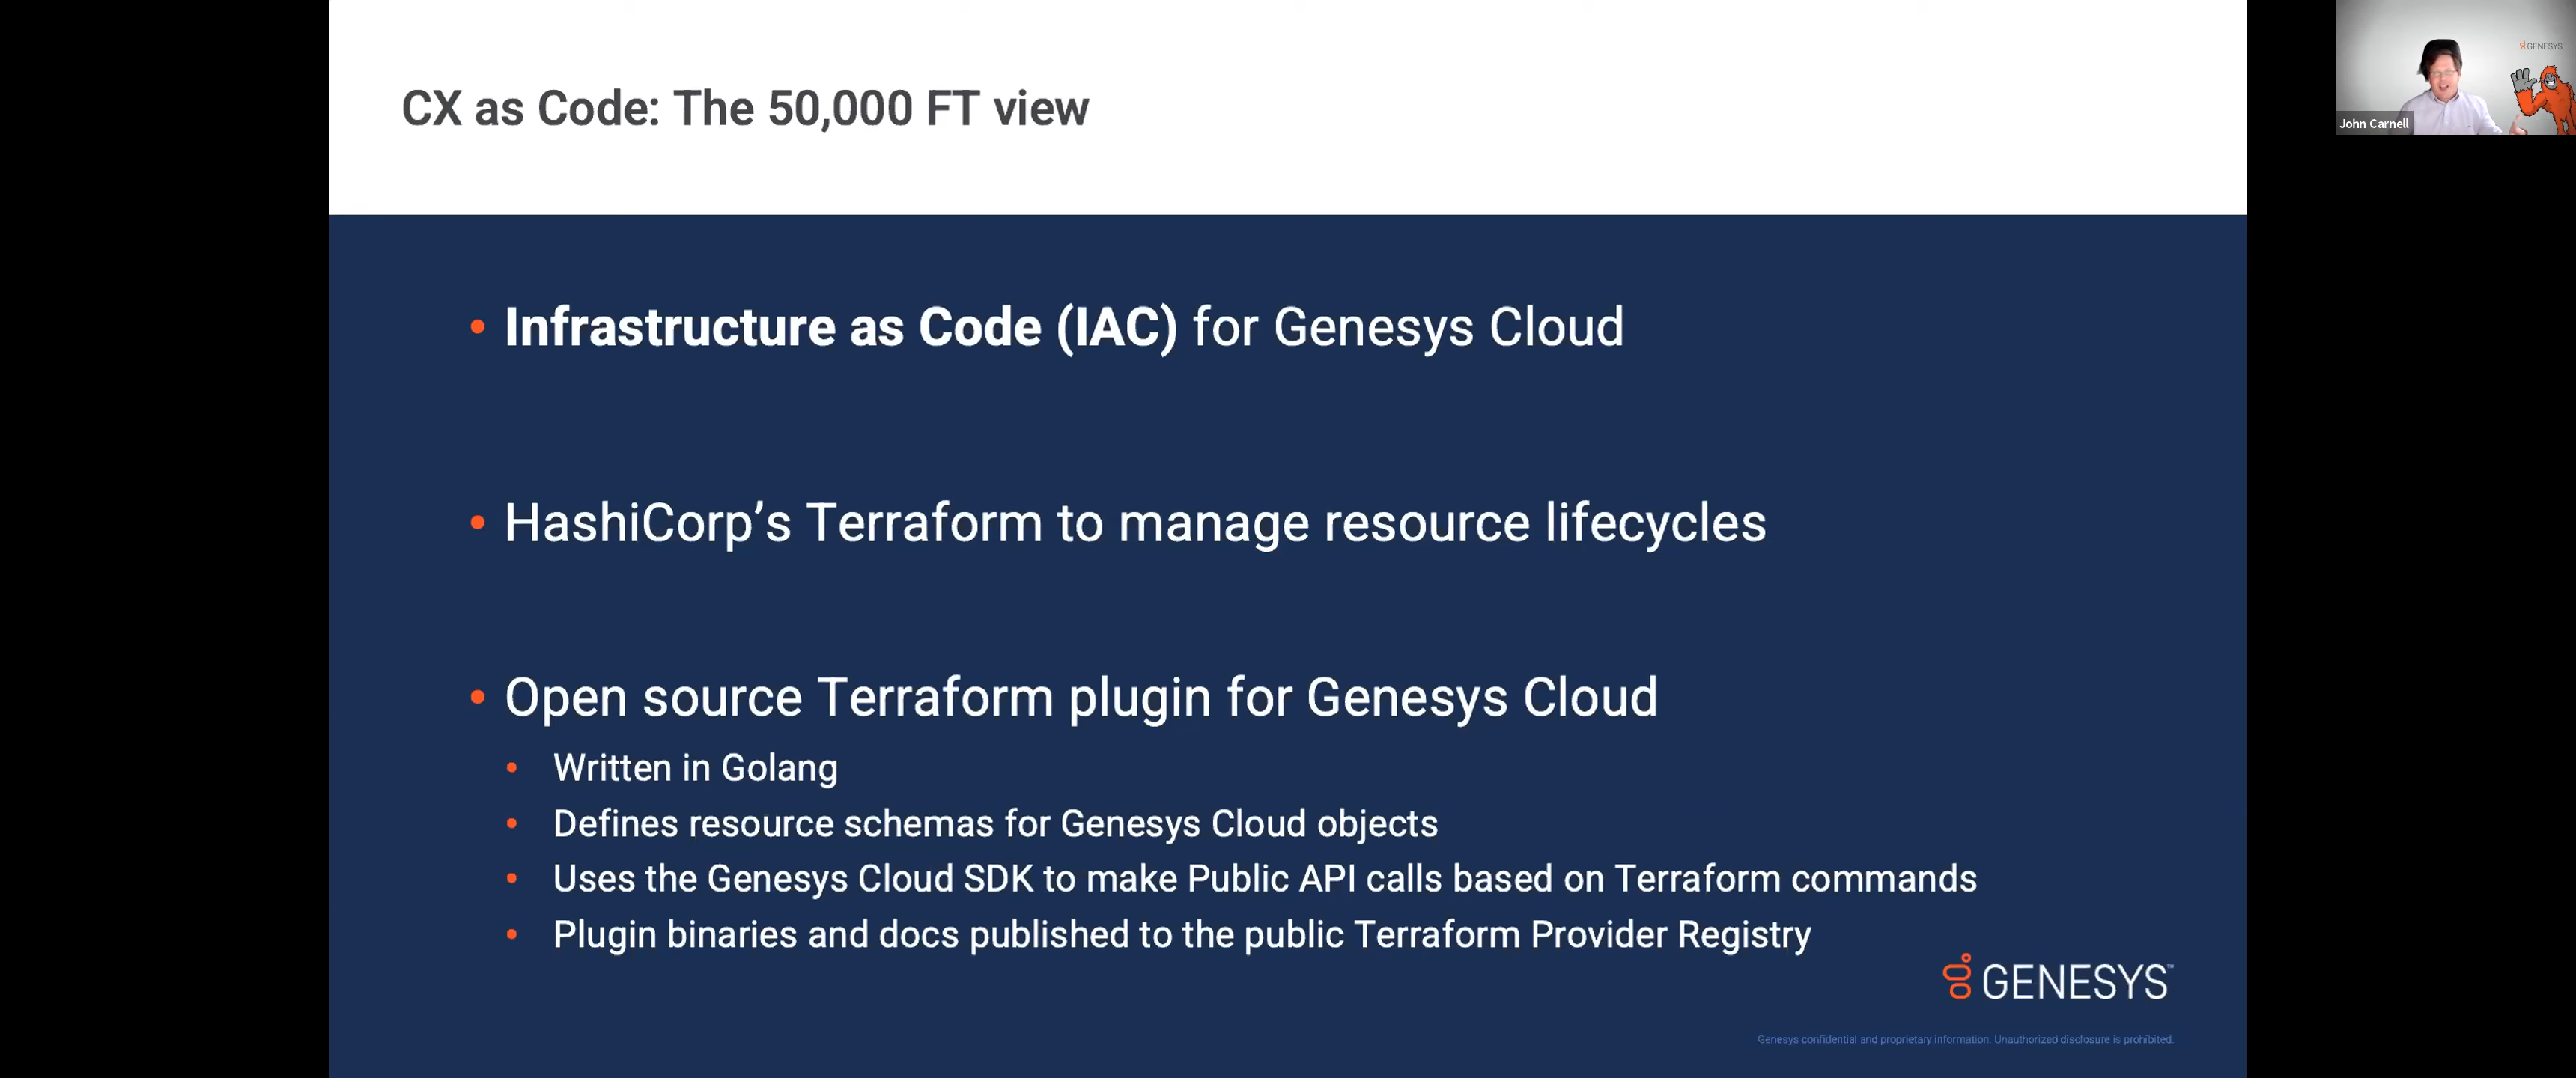 CX as Code: The 50,000 FT view
GENESYS
John Carnell
• Infrastructure as Code (IAC) for Genesys Cloud
• HashiCorp’s Terraform to manage resource lifecycles
• Open source Terraform plugin for Genesys Cloud
• Written in Golang
• Defines resource schemas for Genesys Cloud objects
• Uses the Genesys Cloud SDK to make Public API calls based on Terraform commands
• Plugin binaries and docs published to the public Terraform Provider Registry
GENESYS™
Genesys confidential and proprietary information. Unauthorized disclosure is prohibited.